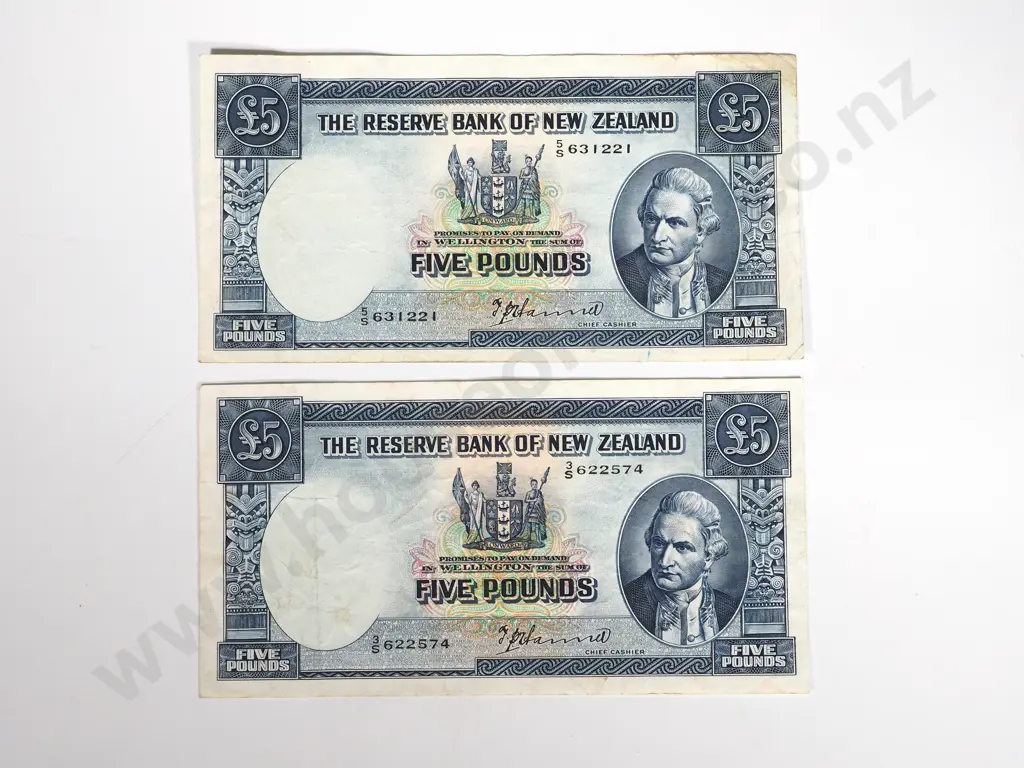 £5 £5
THE RESERVE BANK OF NEW ZEALAND
5/S 631221
ONWARD
PROMISES TO PAY ON DEMAND
IN WELLINGTON THE SUM OF
FIVE POUNDS
5/S 631221
CHIEF CASHIER
FIVE POUNDS
FIVE POUNDS
£5 £5
THE RESERVE BANK OF NEW ZEALAND
3/S 622574
ONWARD
PROMISES TO PAY ON DEMAND
IN WELLINGTON THE SUM OF
FIVE POUNDS
3/S 622574
CHIEF CASHIER
FIVE POUNDS
FIVE POUNDS